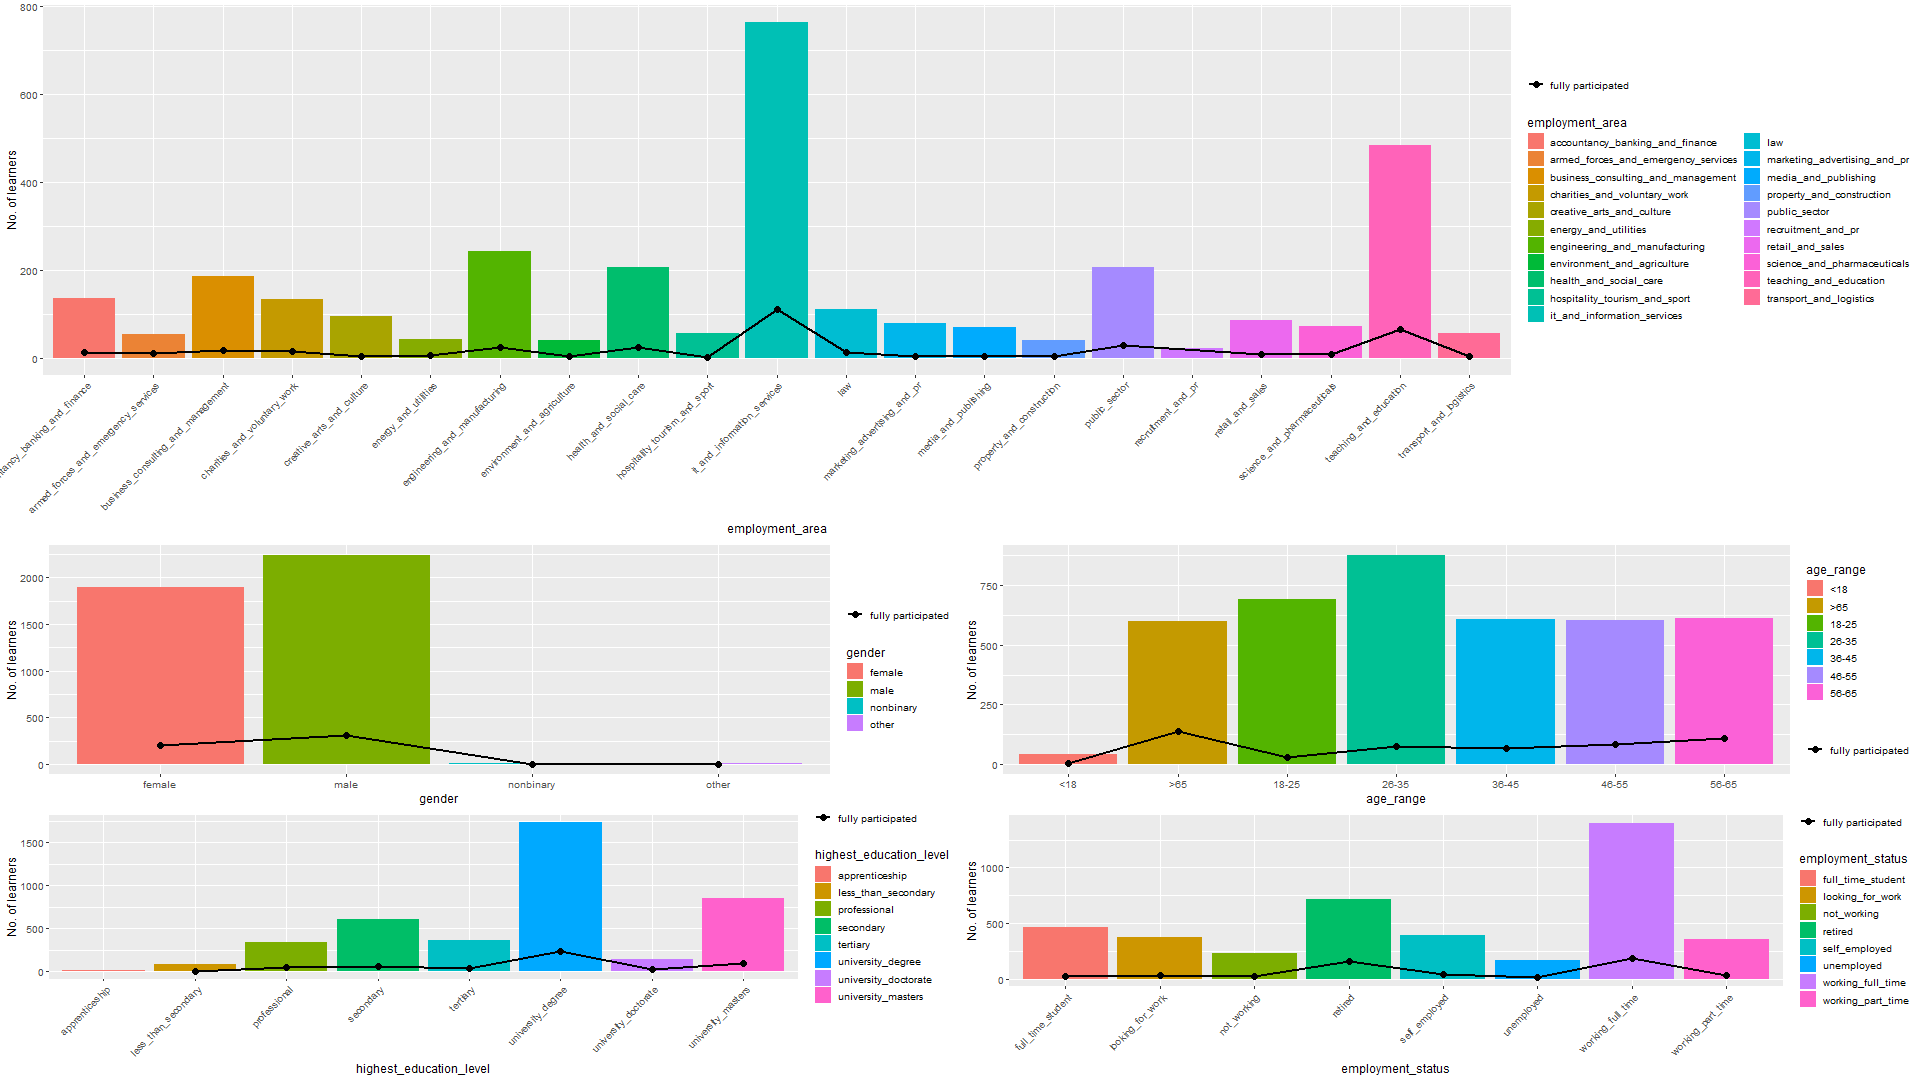 800
600
400
200
0
No. of learners
ntancy_banking_and_finance
armed_forces_and_emergency_services
business_consulting_and_management
charities_and_voluntary_work
creative_arts_and_culture
energy_and_utilities
engineering_and_manufacturing
environment_and_agriculture
health_and_social_care
hospitality_tourism_and_sport
it_and_information_services
law
marketing_advertising_and_pr
media_and_publishing
property_and_construction
public_sector
recruitment_and_pr
retail_and_sales
science_and_pharmaceuticals
teaching_and_education
transport_and_logistics
employment_area
fully participated
employment_area
accountancy_banking_and_finance
armed_forces_and_emergency_services
business_consulting_and_management
charities_and_voluntary_work
creative_arts_and_culture
energy_and_utilities
engineering_and_manufacturing
environment_and_agriculture
health_and_social_care
hospitality_tourism_and_sport
it_and_information_services
law
marketing_advertising_and_pr
media_and_publishing
property_and_construction
public_sector
recruitment_and_pr
retail_and_sales
science_and_pharmaceuticals
teaching_and_education
transport_and_logistics
2000
1500
1000
500
0
No. of learners
female
male
nonbinary
other
gender
fully participated
gender
female
male
nonbinary
other
750
500
250
0
No. of learners
<18
>65
18-25
26-35
36-45
46-55
56-65
age_range
age_range
<18
>65
18-25
26-35
36-45
46-55
56-65
fully participated
1500
1000
500
0
No. of learners
apprenticeship
less_than_secondary
professional
secondary
tertiary
university_degree
university_doctorate
university_masters
highest_education_level
fully participated
highest_education_level
apprenticeship
less_than_secondary
professional
secondary
tertiary
university_degree
university_doctorate
university_masters
1000
500
0
No. of learners
full_time_student
looking_for_work
not_working
retired
self_employed
unemployed
working_full_time
working_part_time
employment_status
fully participated
employment_status
full_time_student
looking_for_work
not_working
retired
self_employed
unemployed
working_full_time
working_part_time